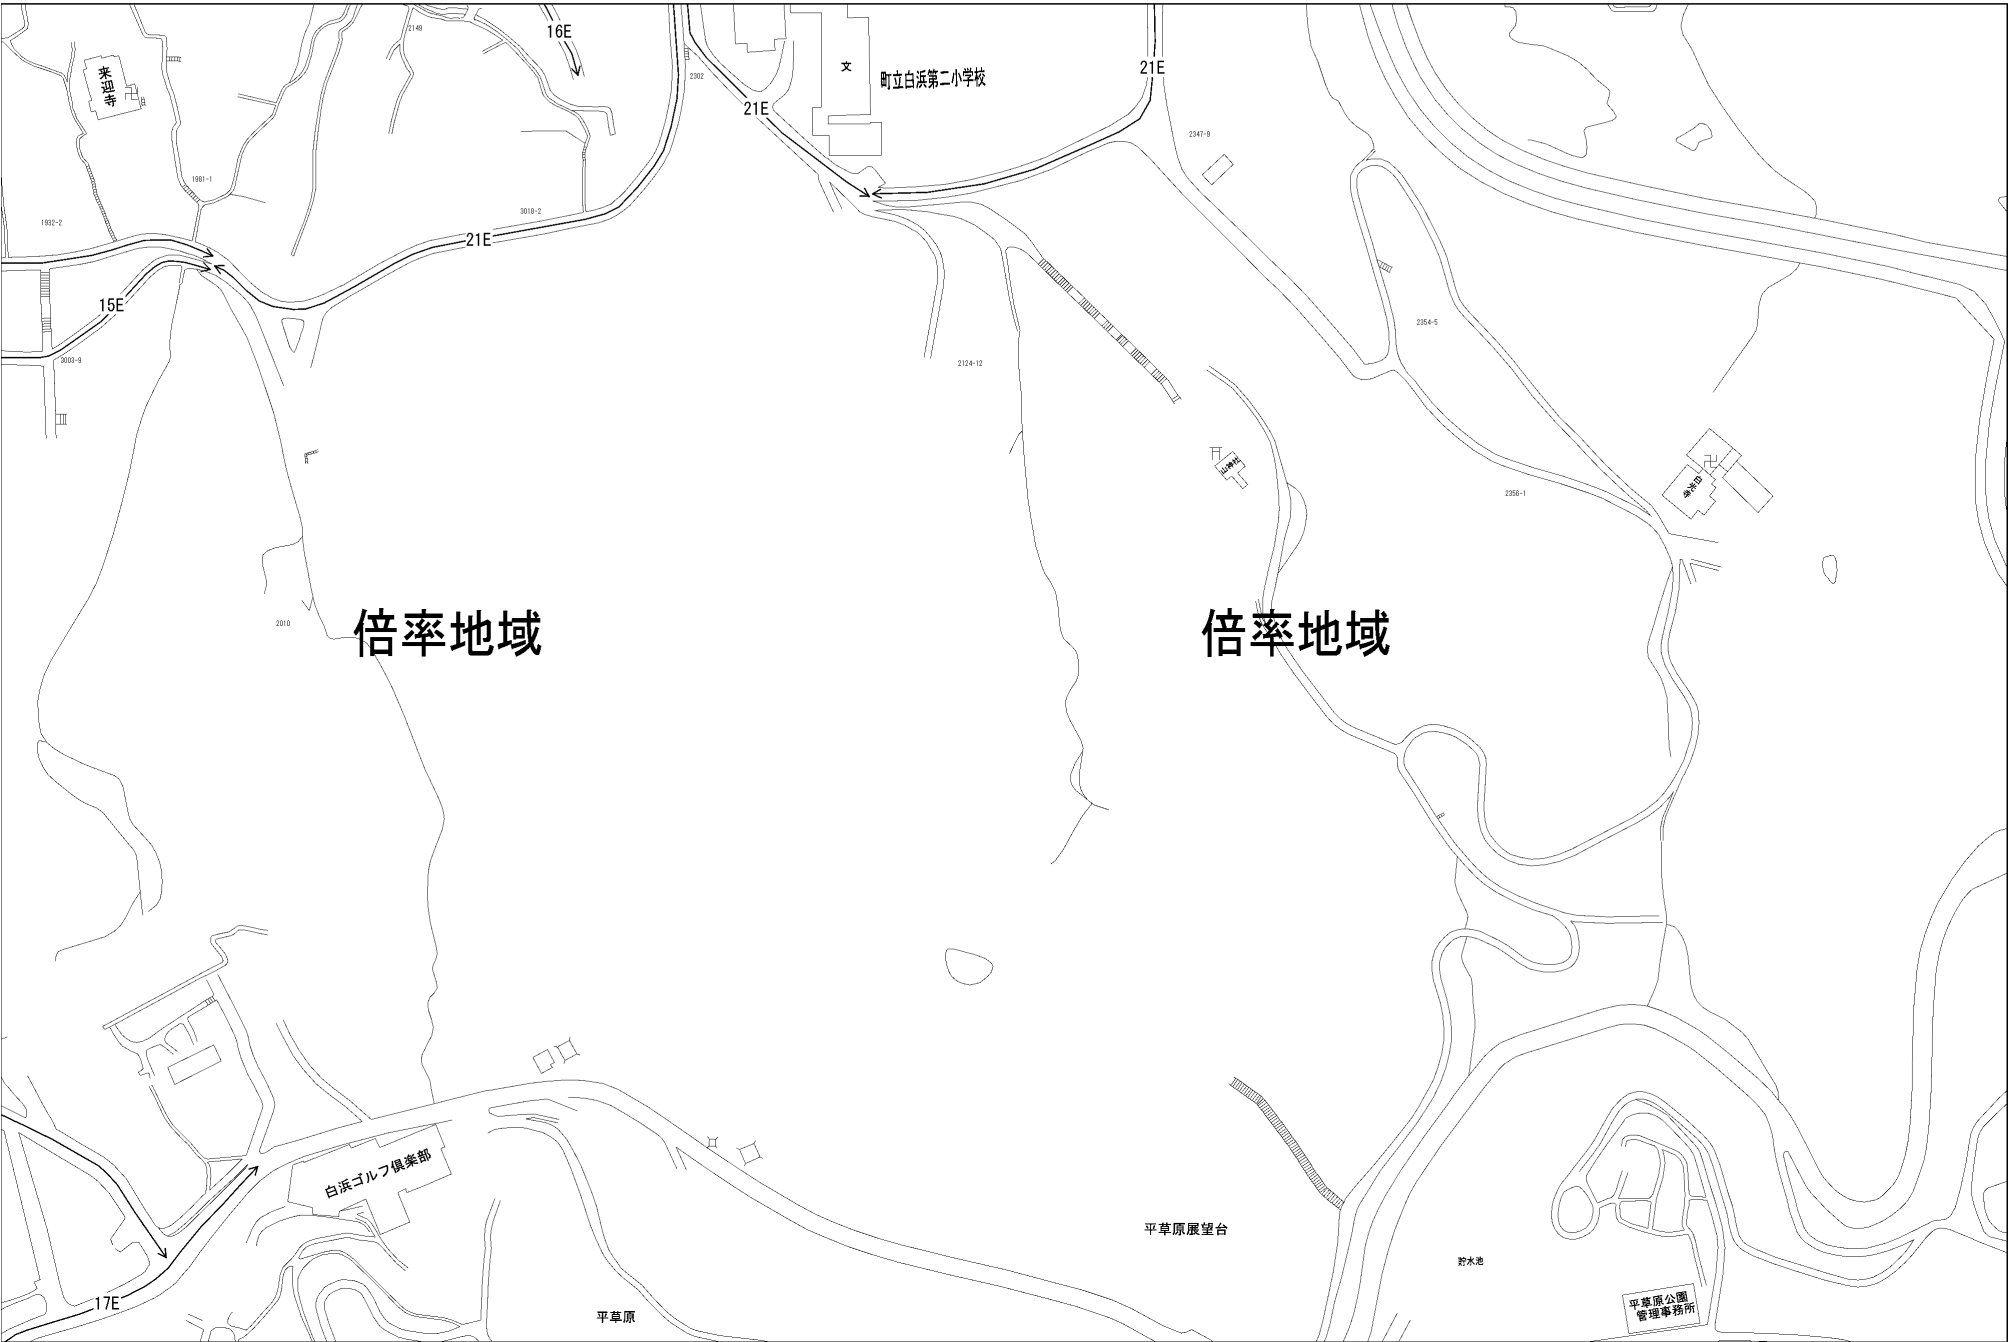 16E
2149
来迎寺
2302
文
町立白浜第二小学校
21E
21E
2347-9
1981-1
1932-2
3018-2
21E
15E
3003-9
2354-5
2124-12
山神社
白光寺
2356-1
2010
倍率地域
倍率地域
白浜ゴルフ倶楽部
平草原展望台
貯水池
17E
平草原
平草原公園
管理事務所